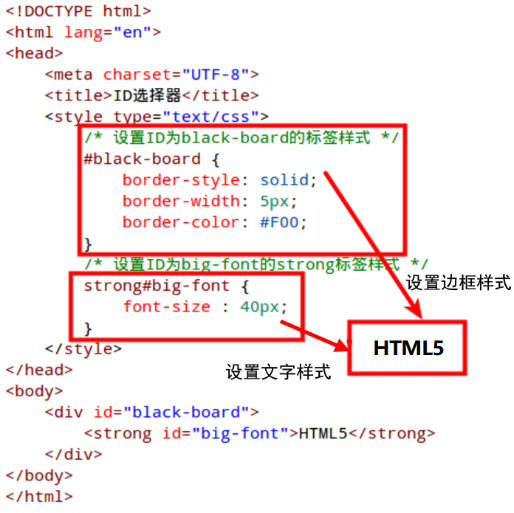 <!DOCTYPE html>
<html lang="en">
<head>
    <meta charset="UTF-8">
    <title>ID选择器</title>
    <style type="text/css">
        /* 设置ID为black-board的标签样式 */
        #black-board {
            border-style: solid;
            border-width: 5px;
            border-color: #F00;
        }
        /* 设置ID为big-font的strong标签样式 */
        strong#big-font {
            font-size : 40px;
        }
    </style>
</head>
<body>
    <div id="black-board">
        <strong id="big-font">HTML5</strong>
    </div>
</body>
</html>
设置边框样式
HTML5
设置文字样式